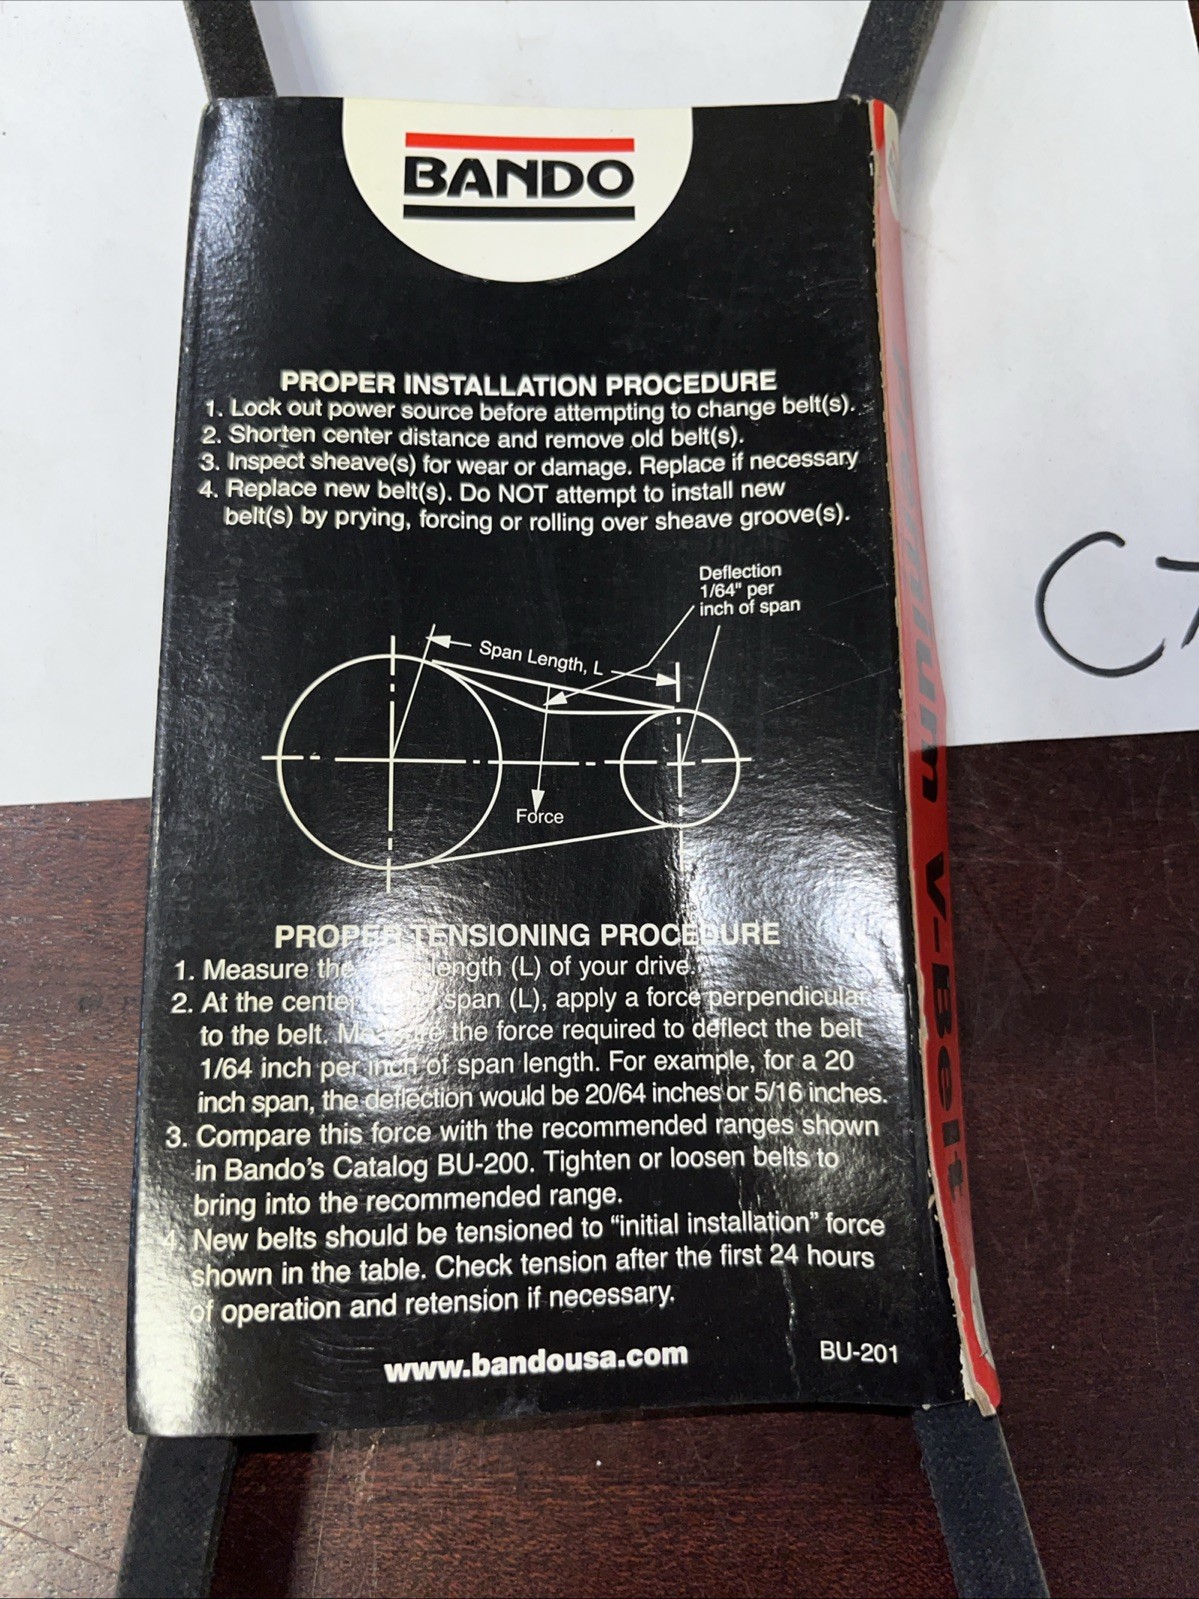 BANDO
PROPER INSTALLATION PROCEDURE
1. Lock out power source before attempting to change belt(s).
2. Shorten center distance and remove old belt(s).
3. Inspect sheave(s) for wear or damage. Replace if necessary
4. Replace new belt(s). Do NOT attempt to install new
belt(s) by prying, forcing or rolling over sheave groove(s).
Deflection
1/64" per
inch of span
Span Length, L
Force
PROPER TENSIONING PROCEDURE
1. Measure the length (L) of your drive.
2. At the center span (L), apply a force perpendicular
to the belt. Measure the force required to deflect the belt
1/64 inch per inch of span length. For example, for a 20
inch span, the deflection would be 20/64 inches or 5/16 inches.
3. Compare this force with the recommended ranges shown
in Bando's Catalog BU-200. Tighten or loosen belts to
bring into the recommended range.
4. New belts should be tensioned to “initial installation” force
shown in the table. Check tension after the first 24 hours
of operation and retension if necessary.
www.bandousa.com
BU-201
Premium V-Belt